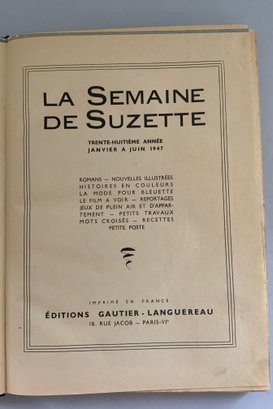 LA SEMAINE
DE SUZETTE
TRENTE-HUITIÈME ANNÉE
JANVIER A JUIN 1947
ROMANS — NOUVELLES ILLUSTRÉES
HISTOIRES EN COULEURS
LA MODE POUR BLEUETTE
LE FILM A VOIR — REPORTAGES
JEUX DE PLEIN AIR ET D'APPAR-
TEMENT — PETITS TRAVAUX
MOTS CROISÉS — RECETTES
PETITE POSTE
IMPRIMÉ EN FRANCE
ÉDITIONS GAUTIER-LANGUEREAU
18, RUE JACOB — PARIS-VIᵉ